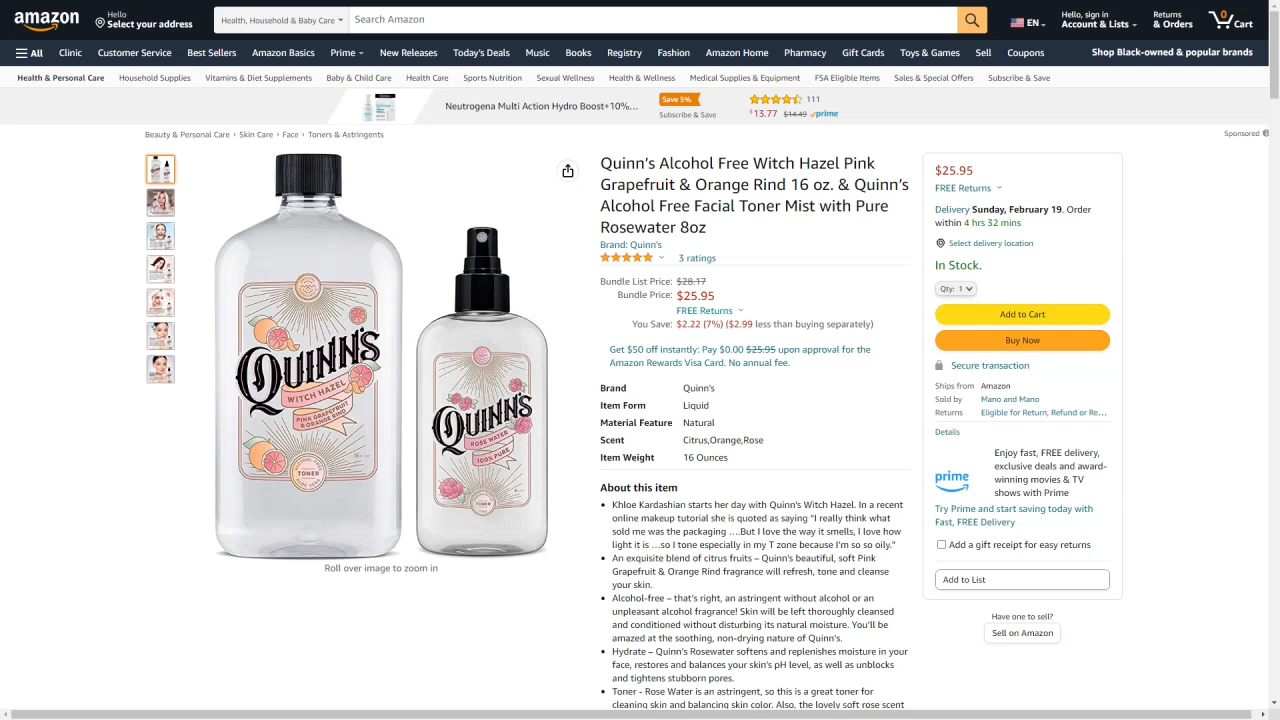 amazon
Hello
Select your address
Health, Household & Baby Care
Search Amazon
EN
Hello, sign in
Account & Lists
Returns
& Orders
0
Cart
All
Clinic
Customer Service
Best Sellers
Amazon Basics
Prime
New Releases
Today's Deals
Music
Books
Registry
Fashion
Amazon Home
Pharmacy
Gift Cards
Toys & Games
Sell
Coupons
Shop Black-owned & popular brands
Health & Personal Care
Household Supplies
Vitamins & Diet Supplements
Baby & Child Care
Health Care
Sports Nutrition
Sexual Wellness
Health & Wellness
Medical Supplies & Equipment
FSA Eligible Items
Sales & Special Offers
Subscribe & Save
Neutrogena Multi Action Hydro Boost+10%...
Save 5%
Subscribe & Save
111
$13.77 $14.49 prime
Beauty & Personal Care › Skin Care › Face › Toners & Astringents
Sponsored
QUINN'S
WITCH HAZEL
PINK GRAPEFRUIT
& ORANGE RIND
TONER
QUINN'S
ROSE WATER
100% PURE
TONER
Roll over image to zoom in
Quinn’s Alcohol Free Witch Hazel Pink
Grapefruit & Orange Rind 16 oz. & Quinn’s
Alcohol Free Facial Toner Mist with Pure
Rosewater 8oz
Brand: Quinn's
3 ratings
Bundle List Price: $28.17
Bundle Price: $25.95
FREE Returns
You Save: $2.22 (7%) ($2.99 less than buying separately)
Get $50 off instantly: Pay $0.00 $25.95 upon approval for the
Amazon Rewards Visa Card. No annual fee.
Brand Quinn's
Item Form Liquid
Material Feature Natural
Scent Citrus,Orange,Rose
Item Weight 16 Ounces
About this item
Khloe Kardashian starts her day with Quinn's Witch Hazel. In a recent
online makeup tutorial she is quoted as saying “I really think what
sold me was the packaging ….But I love the way it smells, I love how
light it is …so I tone especially in my T zone because I'm so so oily.”
An exquisite blend of citrus fruits – Quinn’s beautiful, soft Pink
Grapefruit & Orange Rind fragrance will refresh, tone and cleanse
your skin.
Alcohol-free – that’s right, an astringent without alcohol or an
unpleasant alcohol fragrance! Skin will be left thoroughly cleansed
and conditioned without disturbing its natural moisture. You’ll be
amazed at the soothing, non-drying nature of Quinn’s.
Hydrate – Quinn’s Rosewater softens and replenishes moisture in your
face, restores and balances your skin's pH level, as well as unblocks
and tightens stubborn pores.
Toner - Rose Water is an astringent, so this is a great toner for
cleaning skin and balancing skin color. Also, the lovely soft rose scent
$25.95
FREE Returns
Delivery Sunday, February 19. Order
within 4 hrs 32 mins
Select delivery location
In Stock.
Qty: 1
Add to Cart
Buy Now
Secure transaction
Ships from Amazon
Sold by Mano and Mano
Returns Eligible for Return, Refund or Re...
Details
prime
Enjoy fast, FREE delivery,
exclusive deals and award-
winning movies & TV
shows with Prime
Try Prime and start saving today with
Fast, FREE Delivery
Add a gift receipt for easy returns
Add to List
Have one to sell?
Sell on Amazon